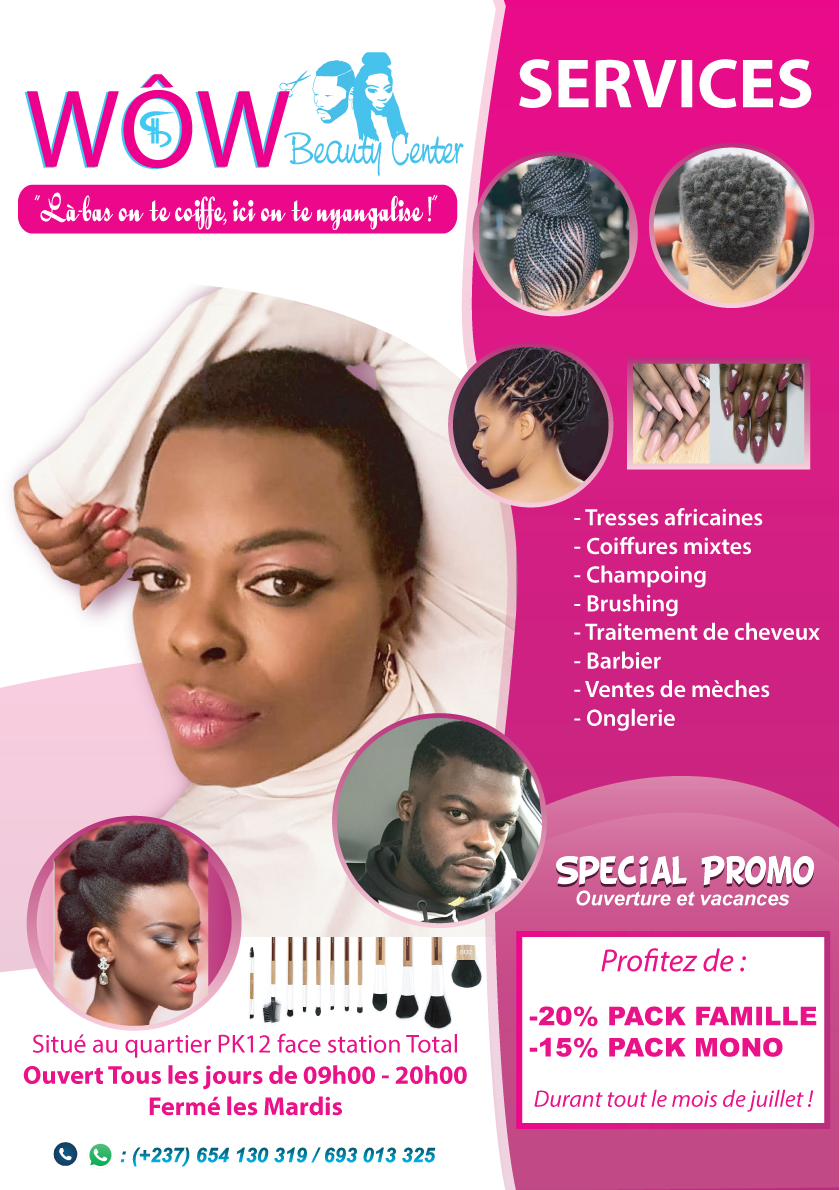 WÔW
Beauty Center
"Là-bas on te coiffe, ici on te nyangalise !"
SERVICES
- Tresses africaines
- Coiffures mixtes
- Champoing
- Brushing
- Traitement de cheveux
- Barbier
- Ventes de mèches
- Onglerie
SPECiAL PROMO
Ouverture et vacances
Profitez de :
-20% PACK FAMILLE
-15% PACK MONO
Durant tout le mois de juillet !
Situé au quartier PK12 face station Total
Ouvert Tous les jours de 09h00 - 20h00
Fermé les Mardis
: (+237) 654 130 319 / 693 013 325